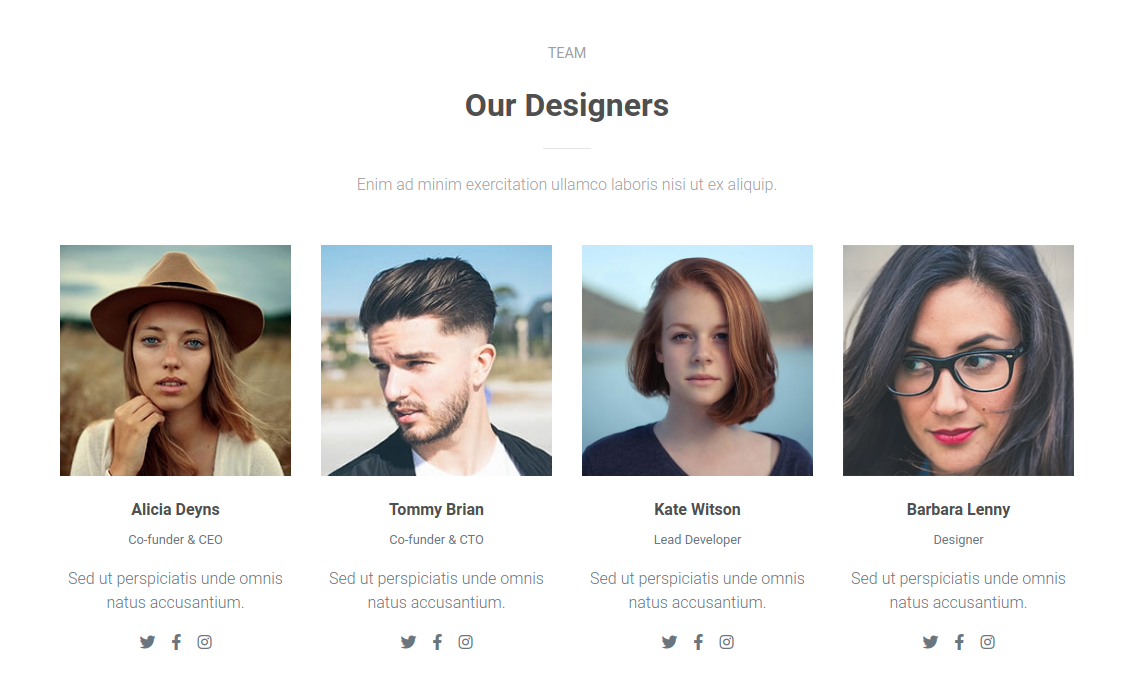 TEAM
Our Designers
Enim ad minim exercitation ullamco laboris nisi ut ex aliquip.
Alicia Deyns
Co-founder & CEO
Sed ut perspiciatis unde omnis
natus accusantium.
Tommy Brian
Co-founder & CTO
Sed ut perspiciatis unde omnis
natus accusantium.
Kate Witson
Lead Developer
Sed ut perspiciatis unde omnis
natus accusantium.
Barbara Lenny
Designer
Sed ut perspiciatis unde omnis
natus accusantium.